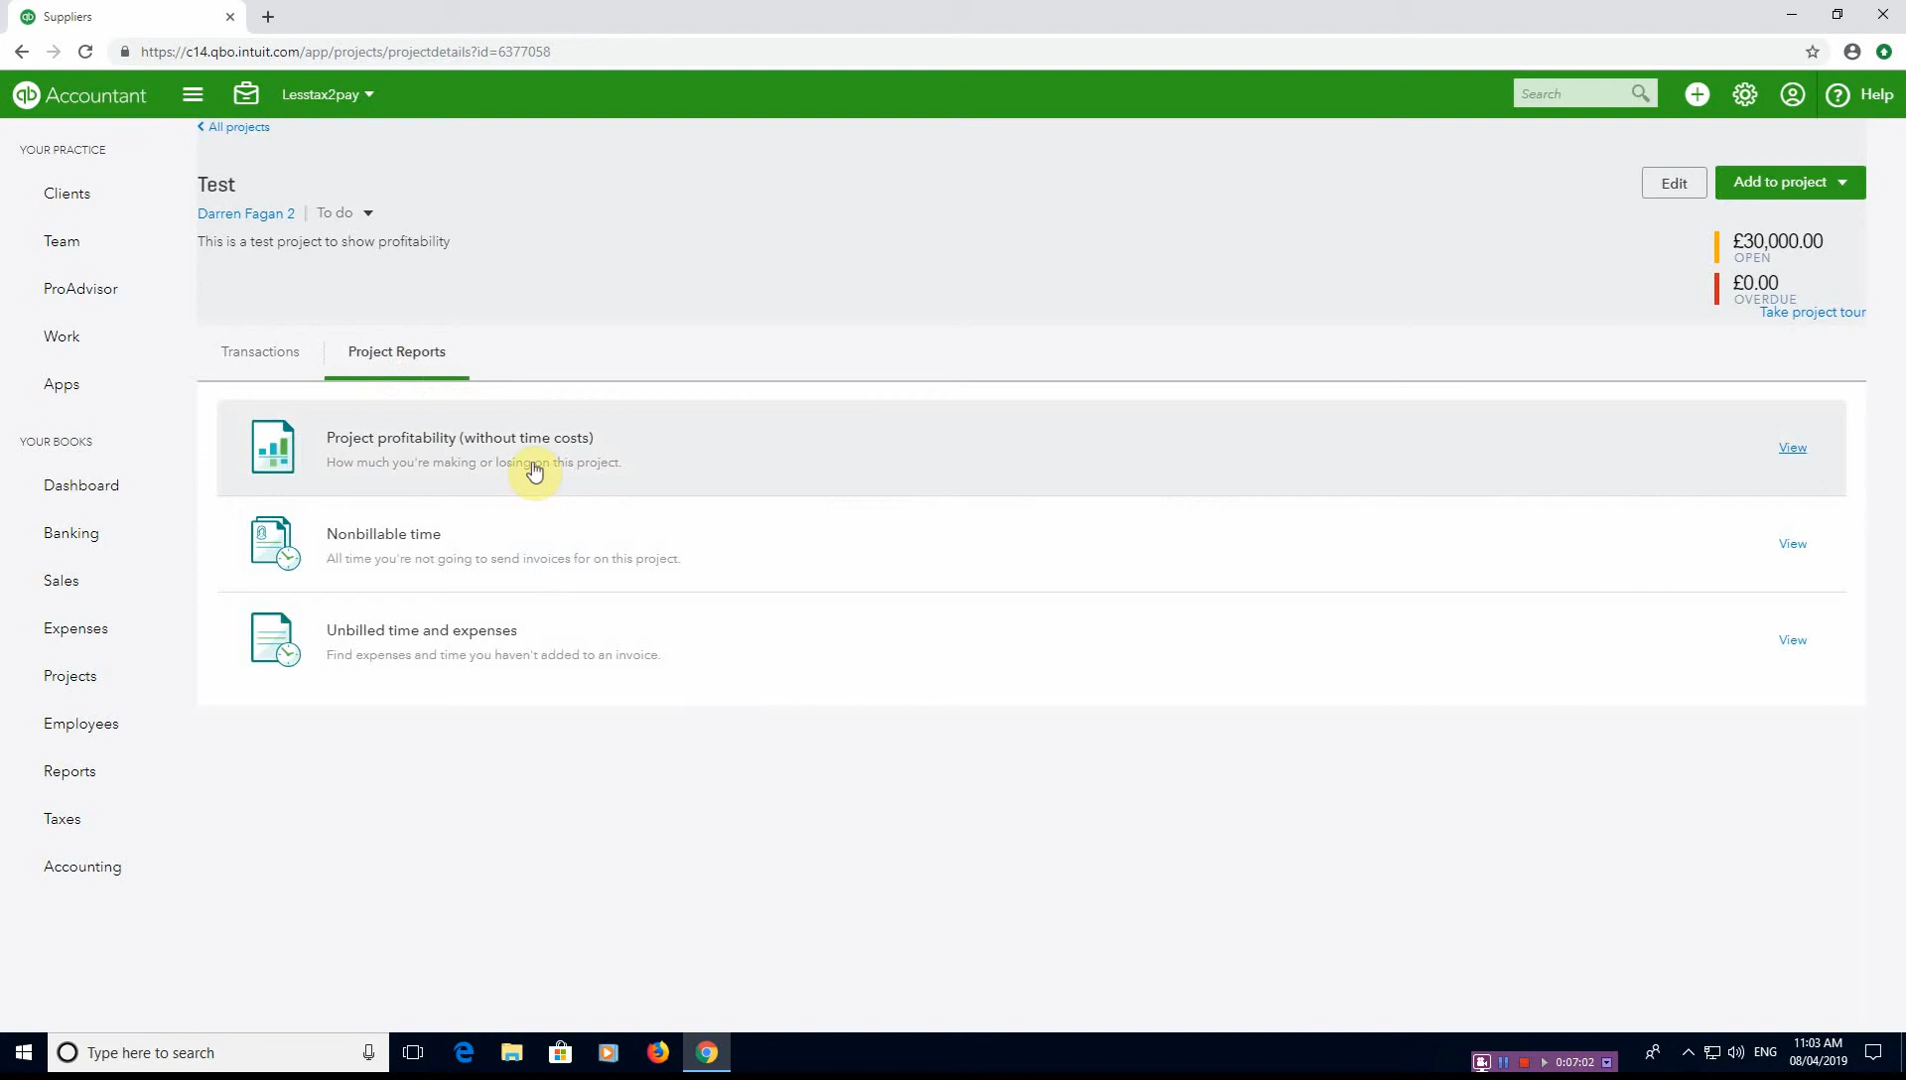 Suppliers
https://c14.qbo.intuit.com/app/projects/projectdetails?id=6377058
qb Accountant
Lesstax2pay
Search
Help
YOUR PRACTICE
Clients
Team
ProAdvisor
Work
Apps
YOUR BOOKS
Dashboard
Banking
Sales
Expenses
Projects
Employees
Reports
Taxes
Accounting
All projects
Test
Darren Fagan 2 | To do
This is a test project to show profitability
Edit
Add to project
£30,000.00
OPEN
£0.00
OVERDUE
Take project tour
Transactions
Project Reports
Project profitability (without time costs)
How much you're making or losing on this project.
View
Nonbillable time
All time you're not going to send invoices for on this project.
View
Unbilled time and expenses
Find expenses and time you haven't added to an invoice.
View
Type here to search
0:07:02
ENG
11:03 AM
08/04/2019